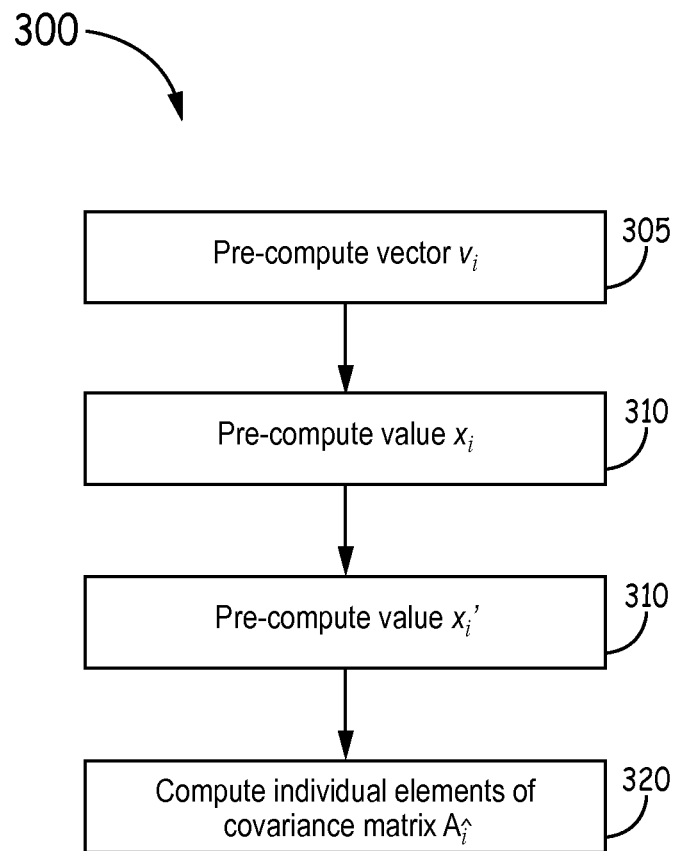 300
Pre-compute vector vᵢ
305
Pre-compute value xᵢ
310
Pre-compute value xᵢ’
310
Compute individual elements of
covariance matrix A_î
320